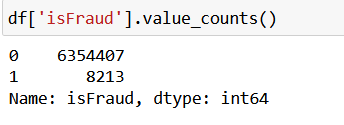 df['isFraud'].value_counts()
0    6354407
1       8213
Name: isFraud, dtype: int64